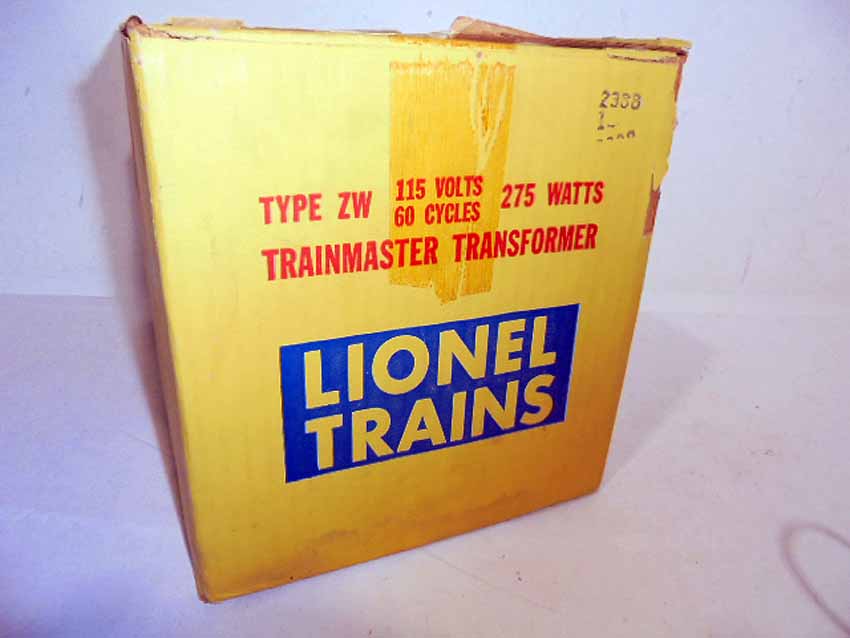 2338
TYPE ZW 115 VOLTS 60 CYCLES 275 WATTS
TRAINMASTER TRANSFORMER
LIONEL
TRAINS